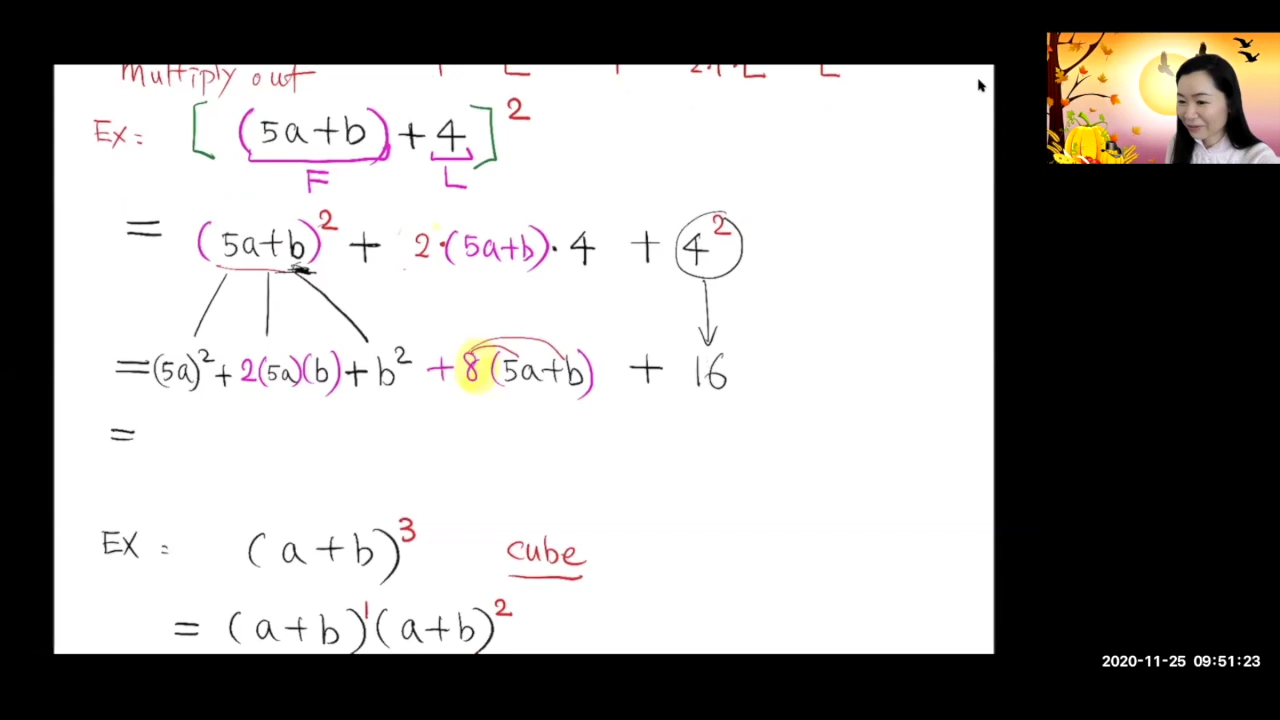 Multiply out
Ex: [(5a+b)+4]²
F L
= (5a+b)² + 2·(5a+b)·4 + 4²
=(5a)²+2(5a)(b)+b² +8(5a+b) + 16
=
EX: (a+b)³ cube
= (a+b)¹(a+b)²
2020-11-25 09:51:23